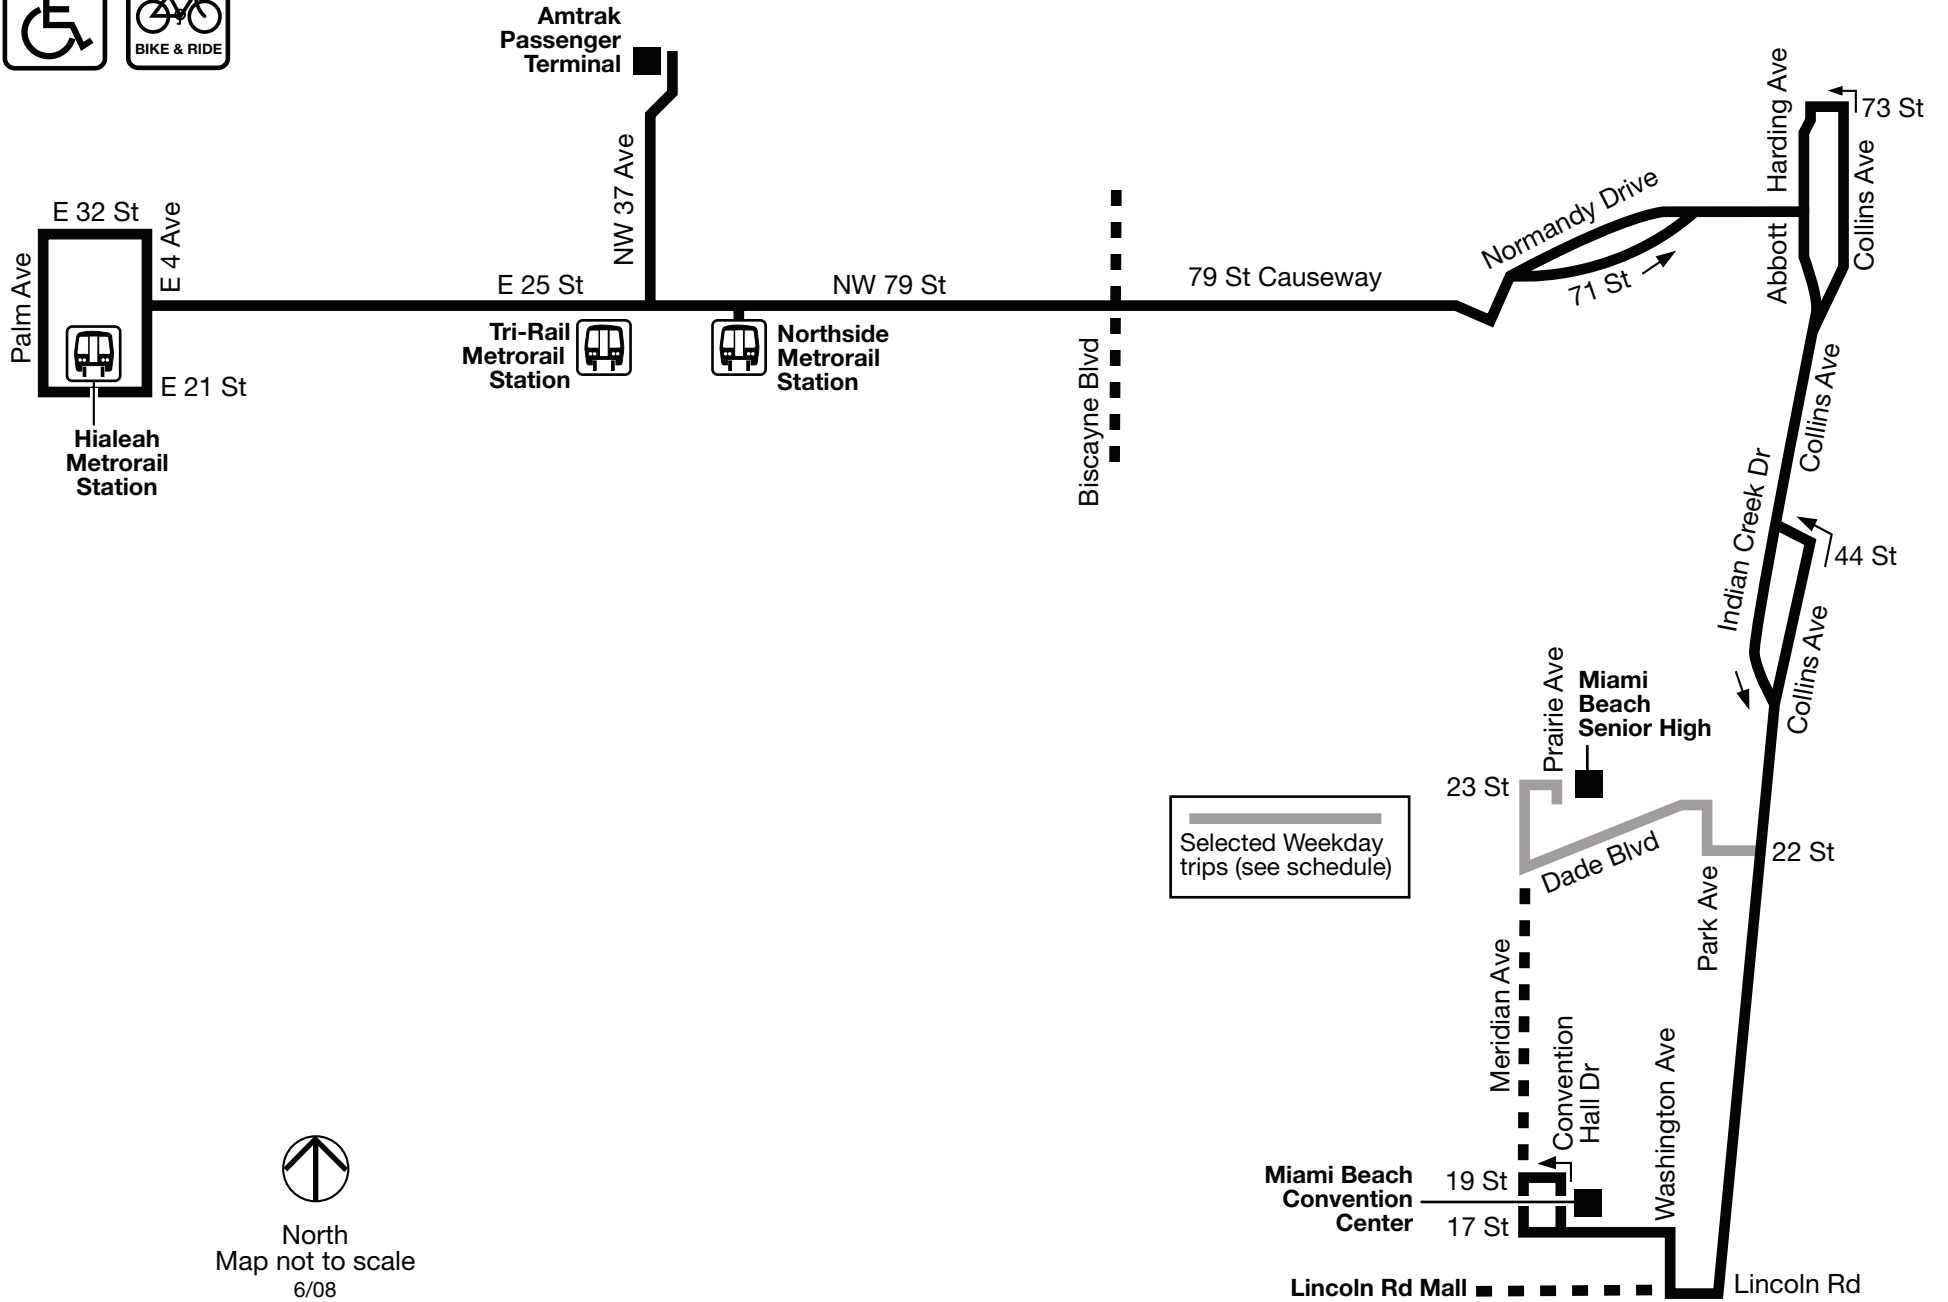 BIKE & RIDE
Amtrak
Passenger
Terminal
NW 37 Ave
E 32 St
E 4 Ave
Palm Ave
E 21 St
Hialeah
Metrorail
Station
E 25 St
Tri-Rail
Metrorail
Station
NW 79 St
Northside
Metrorail
Station
Biscayne Blvd
79 St Causeway
Normandy Drive
71 St
Harding Ave
Abbott
73 St
Collins Ave
Collins Ave
Indian Creek Dr
44 St
Collins Ave
Prairie Ave
Miami
Beach
Senior High
23 St
Selected Weekday
trips (see schedule)
Dade Blvd
22 St
Park Ave
Meridian Ave
Convention
Hall Dr
Washington Ave
Miami Beach
Convention
Center
19 St
17 St
Lincoln Rd Mall
Lincoln Rd
North
Map not to scale
6/08